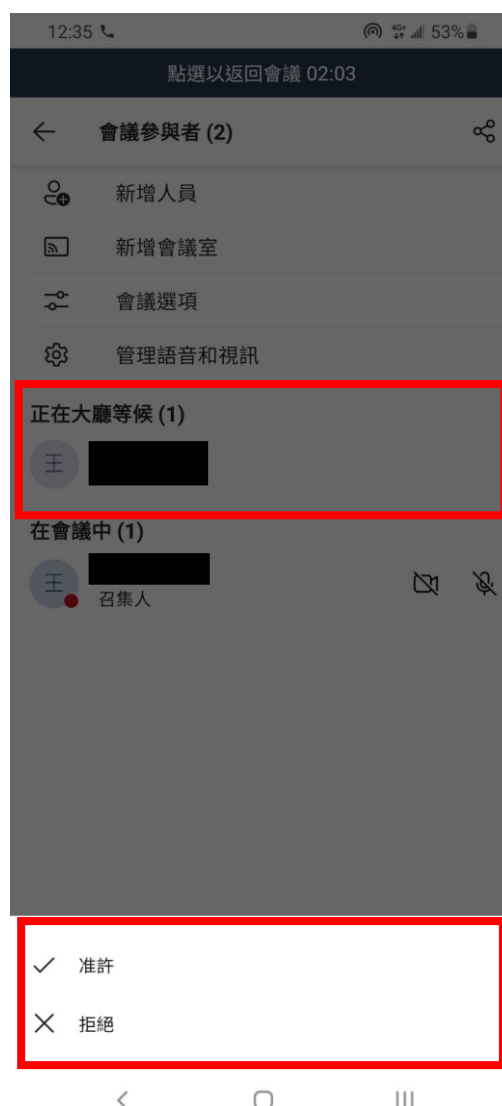 12:35 4G+ 53%
點選以返回會議 02:03
會議參與者 (2)
新增人員
新增會議室
會議選項
管理語音和視訊
正在大廳等候 (1)
王
在會議中 (1)
王
召集人
准許
拒絕